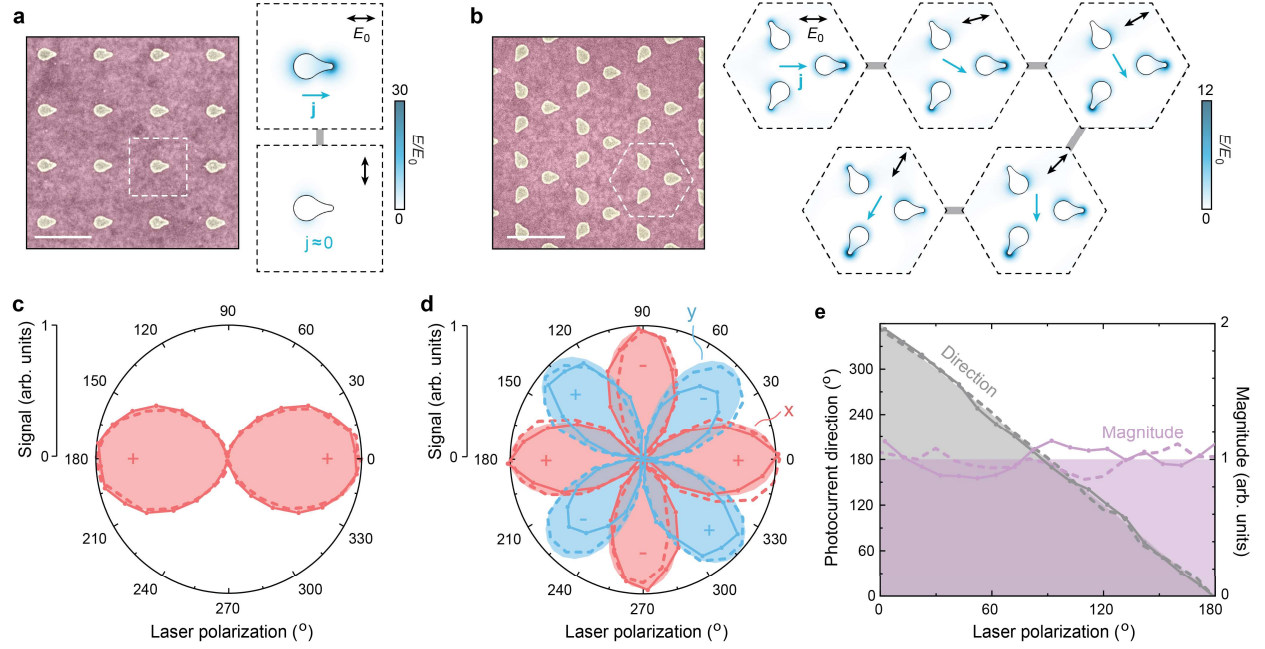 a
E₀
j
30
E/E₀
0
j ≈ 0
b
E₀
j
12
E/E₀
0
c
Signal (arb. units)
1
0
90
60
30
0
330
300
270
240
210
180
150
120
+
+
Laser polarization (°)
d
Signal (arb. units)
1
0
90
60
30
0
330
300
270
240
210
180
150
120
y
x
-
-
+
+
+
-
-
+
Laser polarization (°)
e
Photocurrent direction (°)
300
240
180
120
60
0
Direction
Magnitude
2
1
0
Magnitude (arb. units)
0
60
120
180
Laser polarization (°)